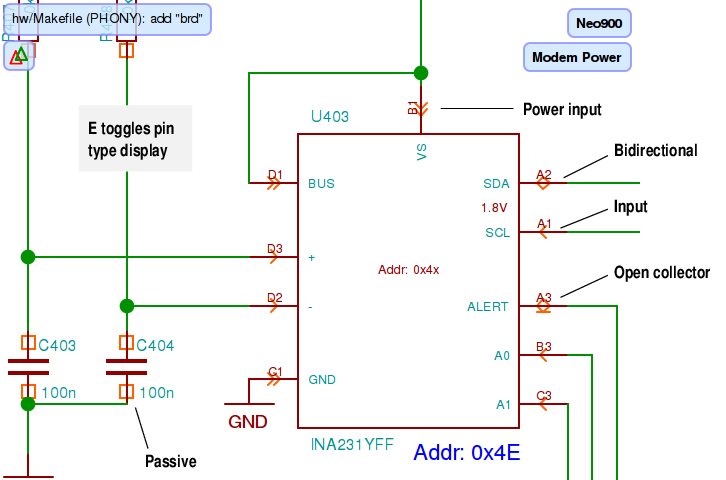 hw/Makefile (PHONY): add "brd"
Neo900
Modem Power
B1
Power input
U403
E toggles pin
type display
VS
Bidirectional
D1
BUS
SDA
A2
1.8V
Input
SCL
A1
D3
+
Addr: 0x4x
Open collector
D2
-
ALERT
A3
C403
C404
A0
B3
100n
100n
C1
GND
A1
C3
GND
INA231YFF
Addr: 0x4E
Passive